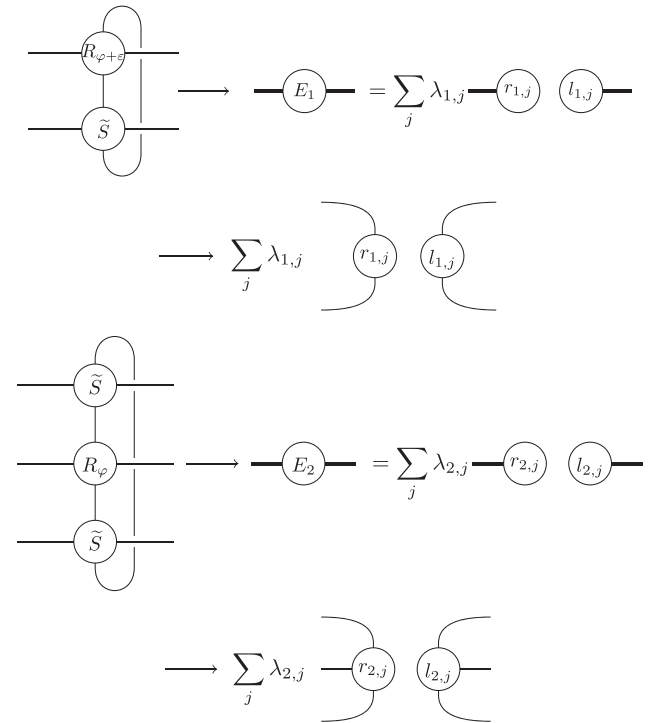 R_{φ+ε}
S̃
⟶ E_1 = ∑_j λ_{1,j} r_{1,j} l_{1,j}
⟶ ∑_j λ_{1,j} r_{1,j} l_{1,j}
S̃
R_φ ⟶ E_2 = ∑_j λ_{2,j} r_{2,j} l_{2,j}
S̃
⟶ ∑_j λ_{2,j} r_{2,j} l_{2,j}